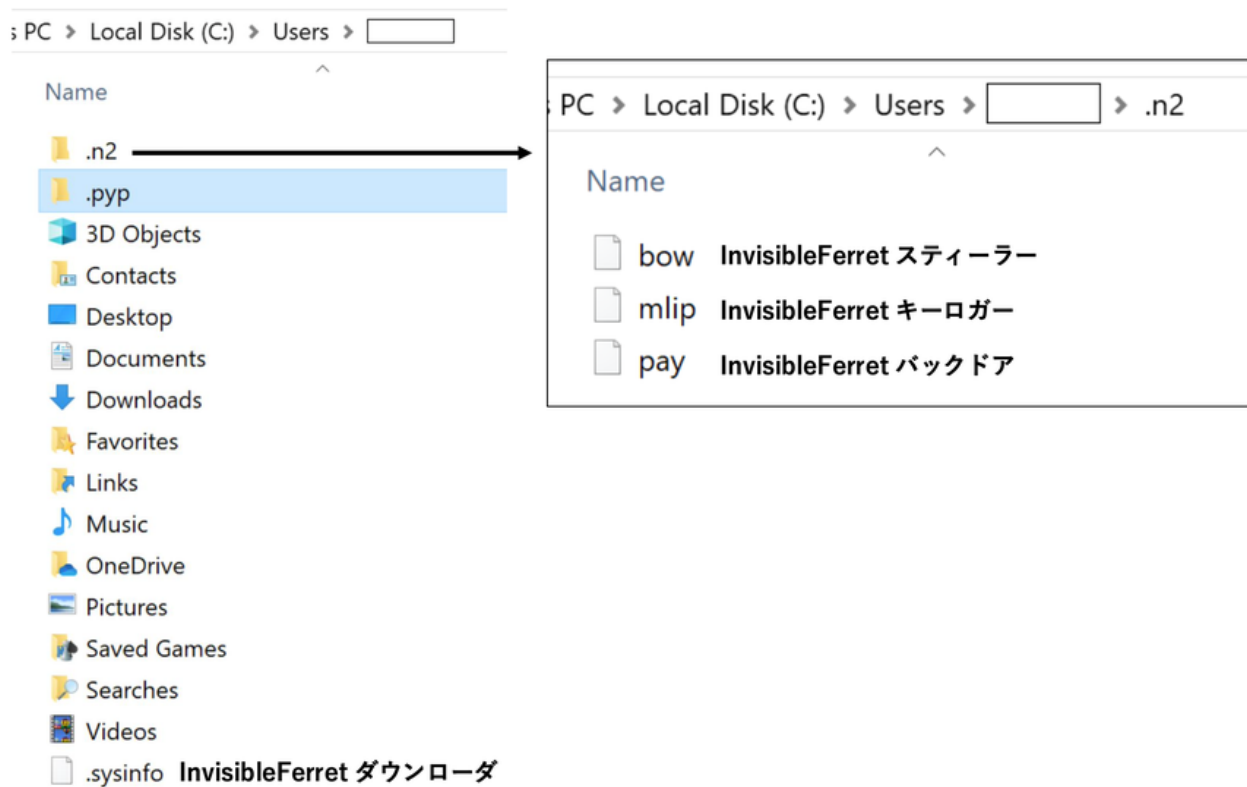 s PC > Local Disk (C:) > Users >
Name
.n2
.pyp
3D Objects
Contacts
Desktop
Documents
Downloads
Favorites
Links
Music
OneDrive
Pictures
Saved Games
Searches
Videos
.sysinfo InvisibleFerret ダウンローダ
PC > Local Disk (C:) > Users > > .n2
Name
bow InvisibleFerret スティーラー
mlip InvisibleFerret キーロガー
pay InvisibleFerret バックドア